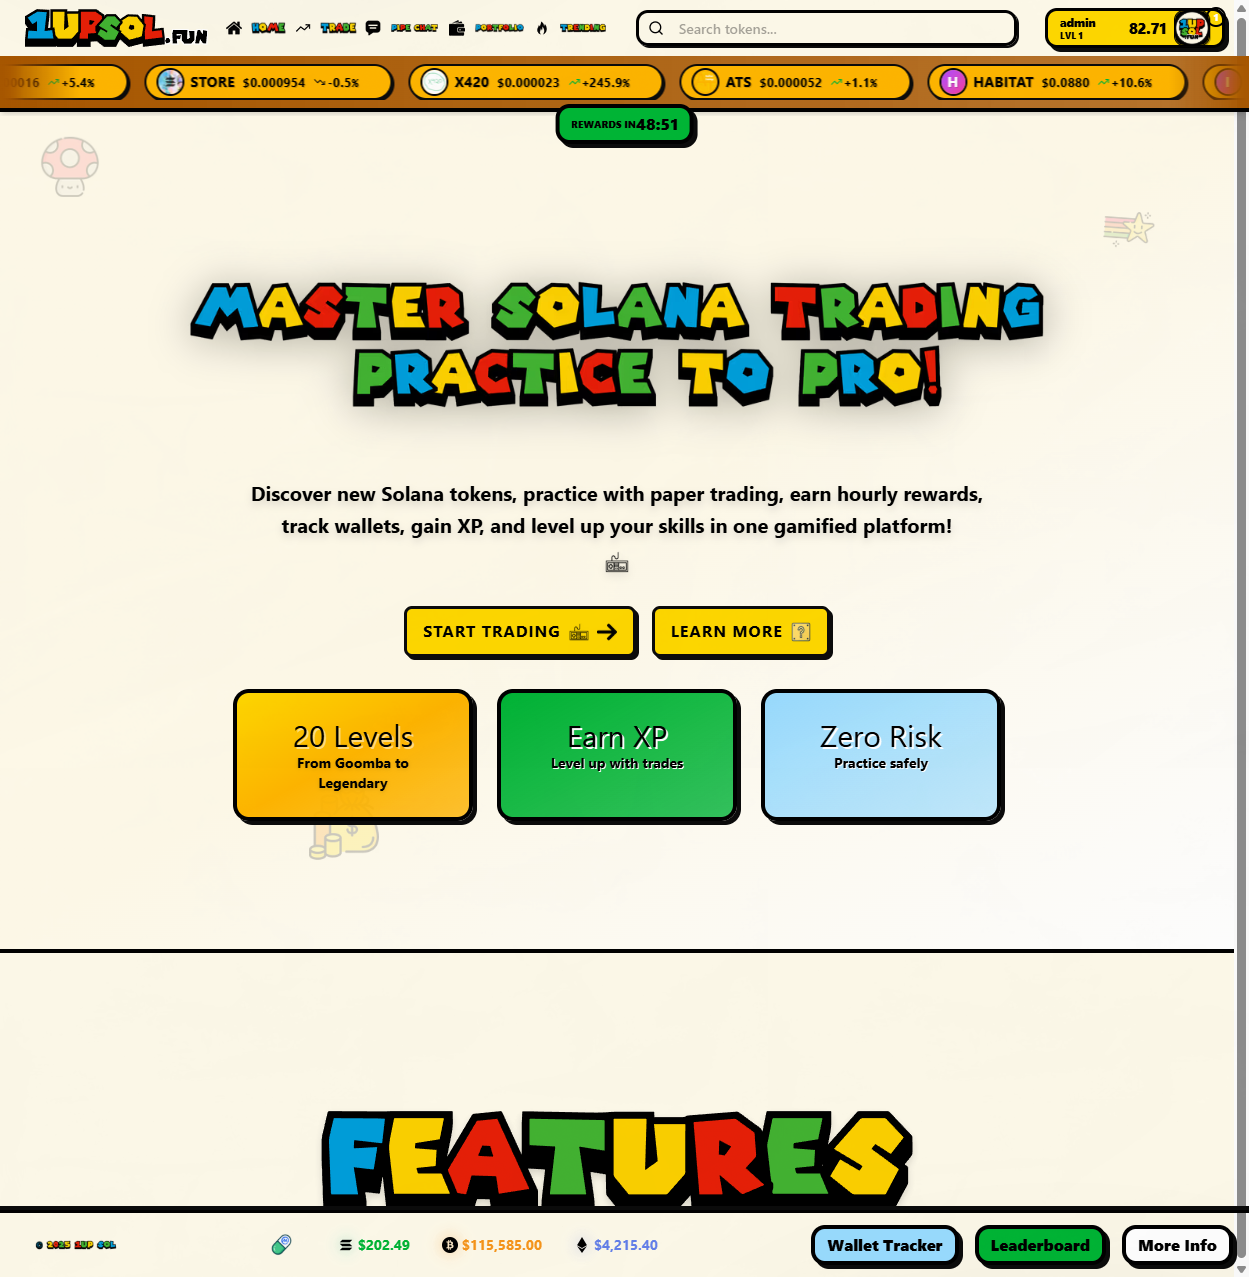 1UPSOL.FUN
HOME
TRADE
PIPE CHAT
PORTFOLIO
TRENDING
Search tokens...
admin
LVL 1
82.71
0016 +5.4%
STORE $0.000954 -0.5%
X420 $0.000023 +245.9%
ATS $0.000052 +1.1%
H HABITAT $0.0880 +10.6%
REWARDS IN 48:51
MASTER SOLANA TRADING
PRACTICE TO PRO!
Discover new Solana tokens, practice with paper trading, earn hourly rewards,
track wallets, gain XP, and level up your skills in one gamified platform!
START TRADING
LEARN MORE
20 Levels
From Goomba to
Legendary
Earn XP
Level up with trades
Zero Risk
Practice safely
FEATURES
© 2025 1UP SOL
$202.49
$115,585.00
$4,215.40
Wallet Tracker
Leaderboard
More Info